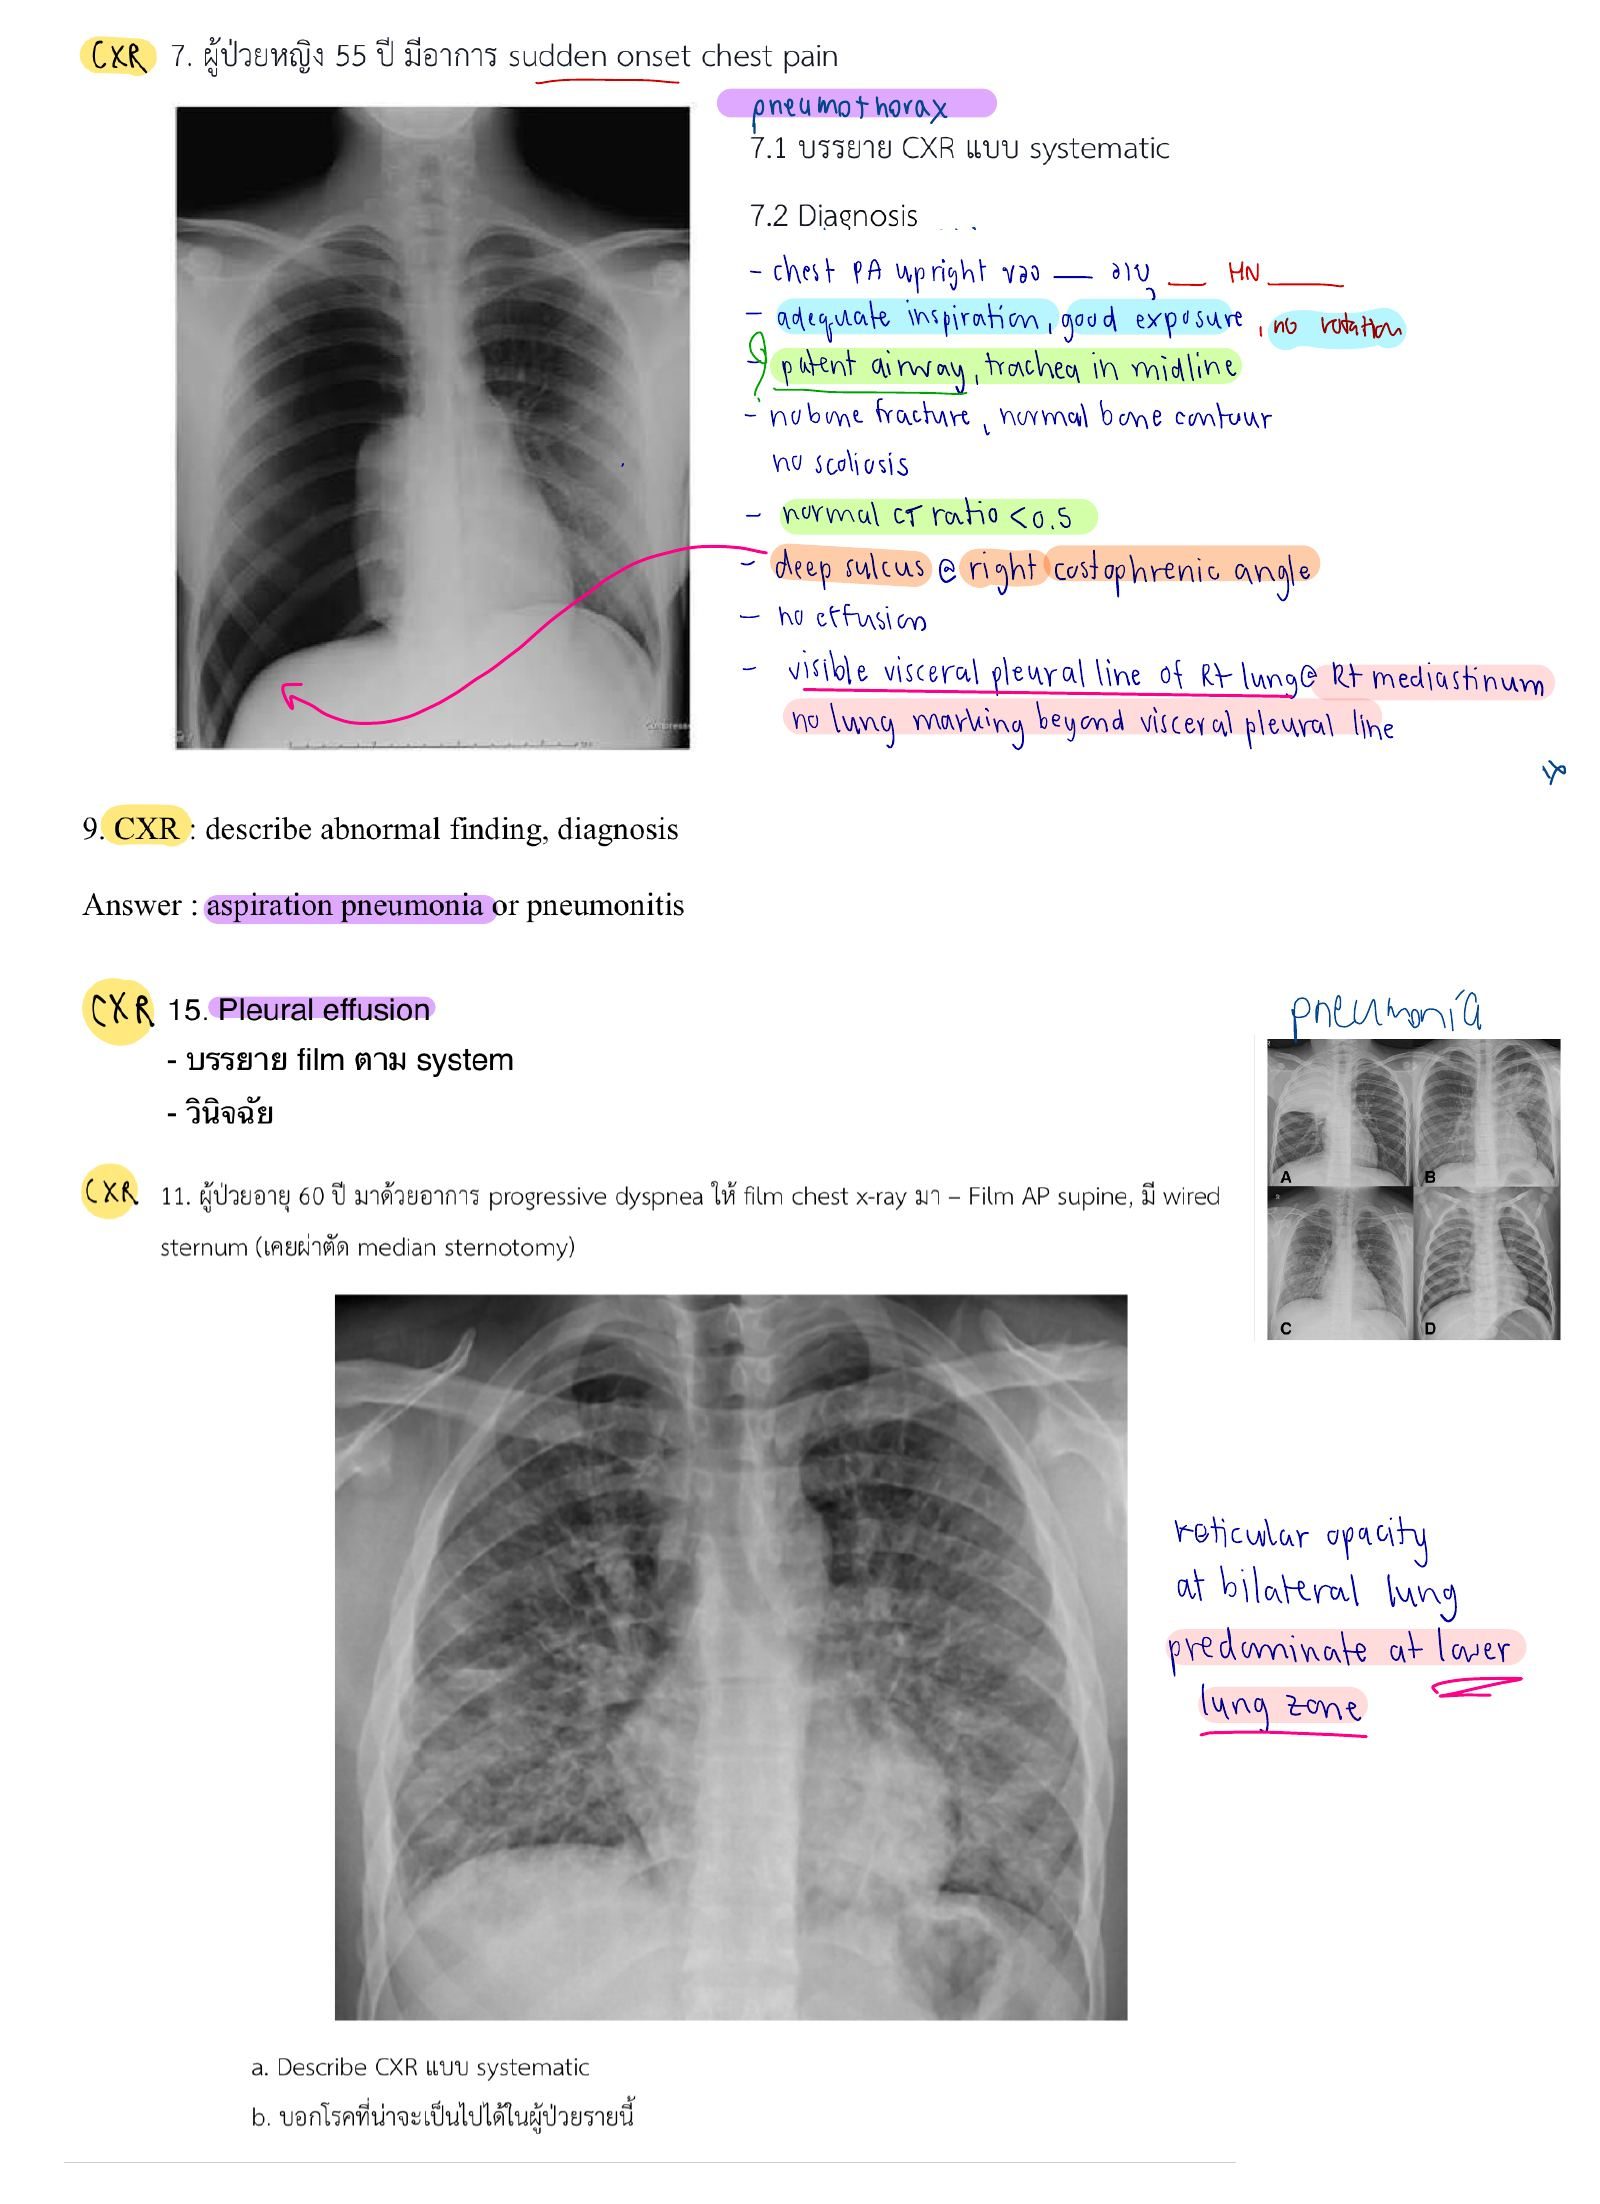 CXR 7. ผู้ป่วยหญิง 55 ปี มีอาการ sudden onset chest pain
pneumothorax
7.1 บรรยาย CXR แบบ systematic
7.2 Diagnosis
- chest PA upright ของ __ อายุ __ HN ____
- adequate inspiration, good exposure, no rotation
- patent airway, trachea in midline
- no bone fracture, normal bone contour
no scoliosis
- normal CT ratio <0.5
- deep sulcus @ right costophrenic angle
- no effusion
- visible visceral pleural line of Rt lung @ Rt mediastinum
no lung marking beyond visceral pleural line
9. CXR : describe abnormal finding, diagnosis
Answer : aspiration pneumonia or pneumonitis
CXR 15. Pleural effusion
- บรรยาย film ตาม system
- วินิจฉัย
pneumonia
A B
C D
CXR 11. ผู้ป่วยอายุ 60 ปี มาด้วยอาการ progressive dyspnea ให้ film chest x-ray มา – Film AP supine, มี wired
sternum (เคยผ่าตัด median sternotomy)
reticular opacity
at bilateral lung
predominate at lower
lung zone
a. Describe CXR แบบ systematic
b. บอกโรคที่น่าจะเป็นไปได้ในผู้ป่วยรายนี้